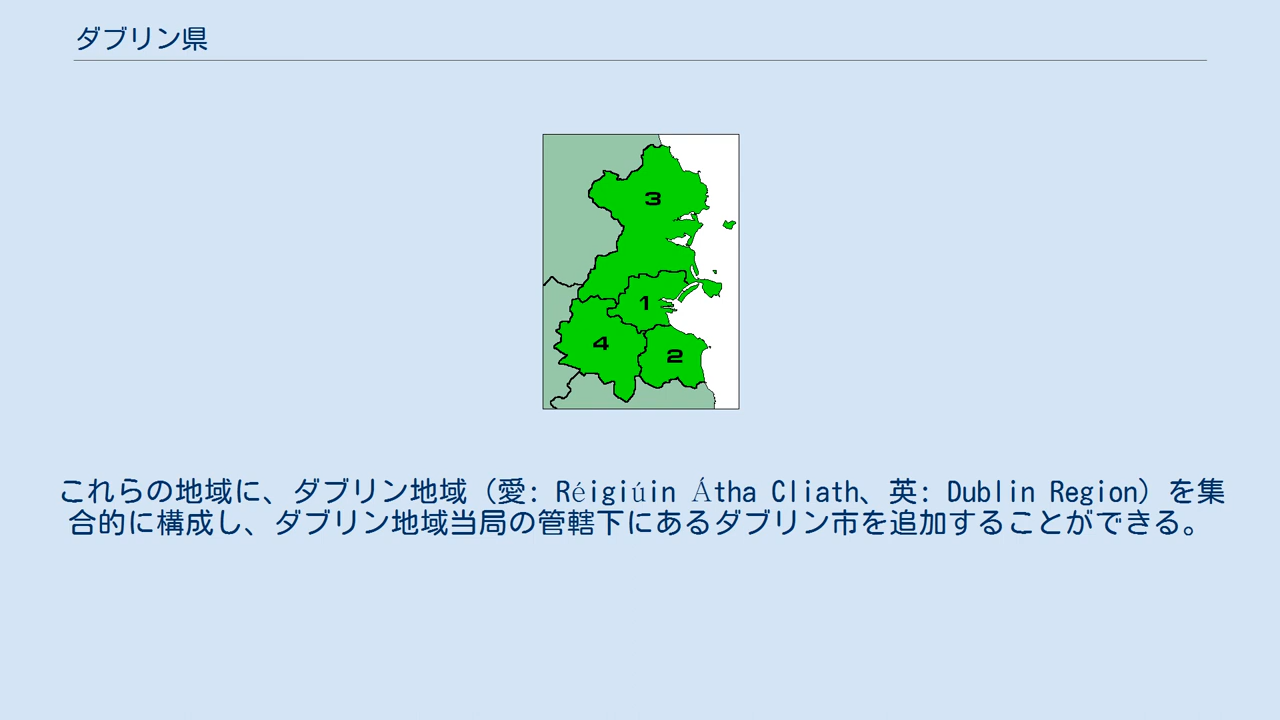 ダブリン県
3
1
4
2
これらの地域に、ダブリン地域（愛: Réigiúin Átha Cliath、英: Dublin Region）を集
合的に構成し、ダブリン地域当局の管轄下にあるダブリン市を追加することができる。